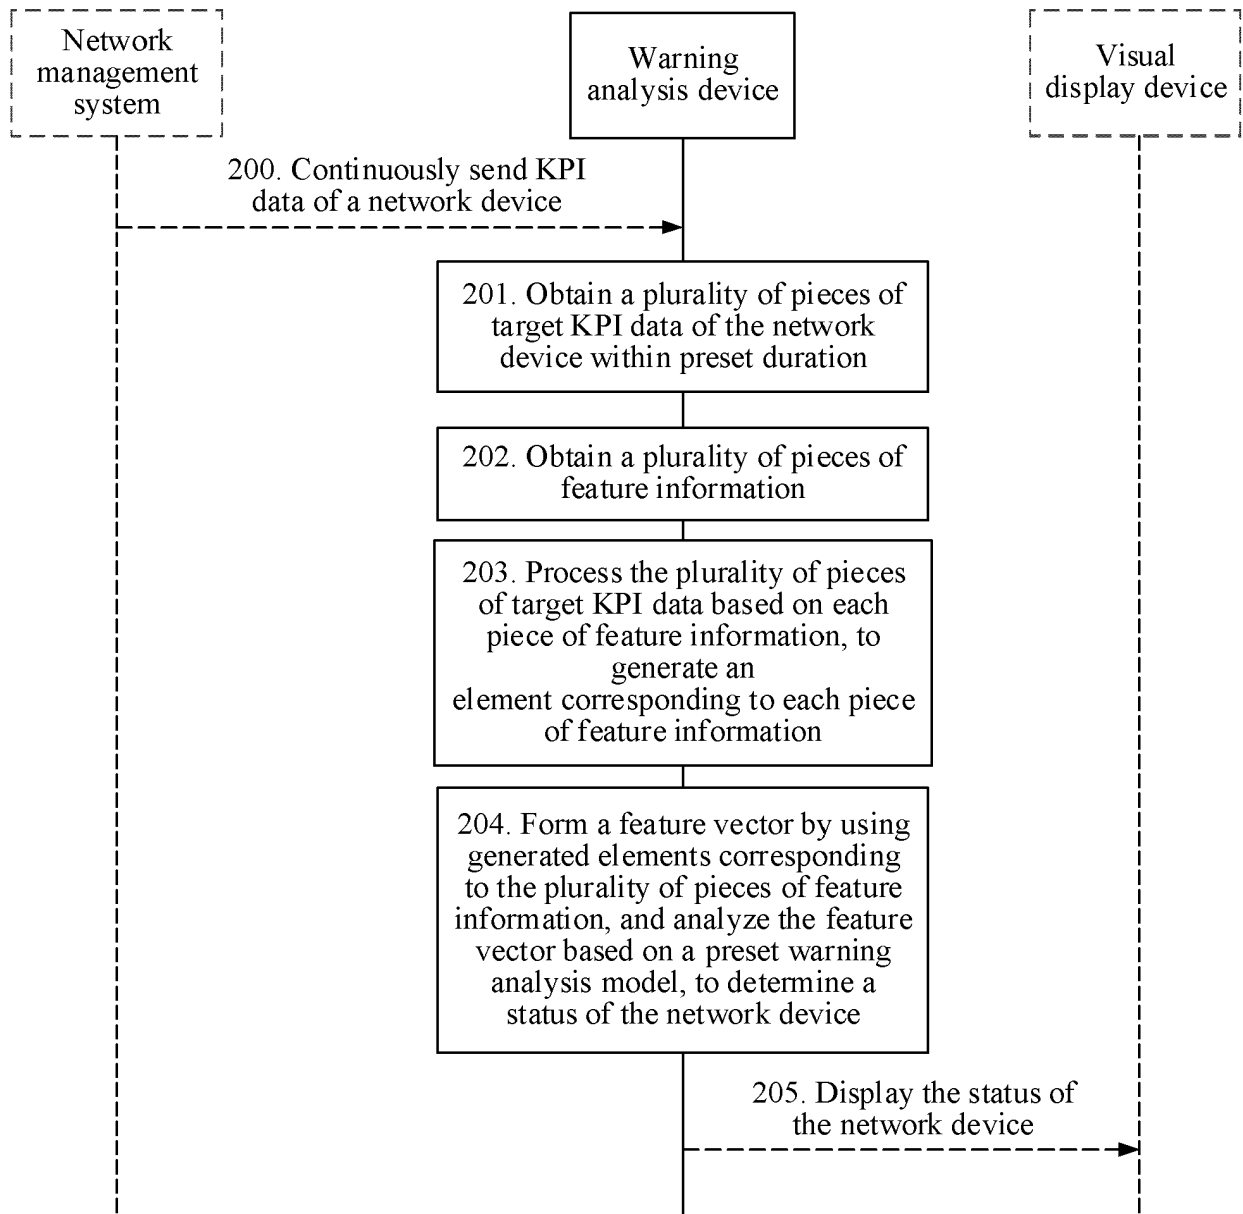 Network
management
system
Warning
analysis device
Visual
display device
200. Continuously send KPI
data of a network device
201. Obtain a plurality of pieces of
target KPI data of the network
device within preset duration
202. Obtain a plurality of pieces of
feature information
203. Process the plurality of pieces
of target KPI data based on each
piece of feature information, to
generate an
element corresponding to each piece
of feature information
204. Form a feature vector by using
generated elements corresponding
to the plurality of pieces of feature
information, and analyze the feature
vector based on a preset warning
analysis model, to determine a
status of the network device
205. Display the status of
the network device